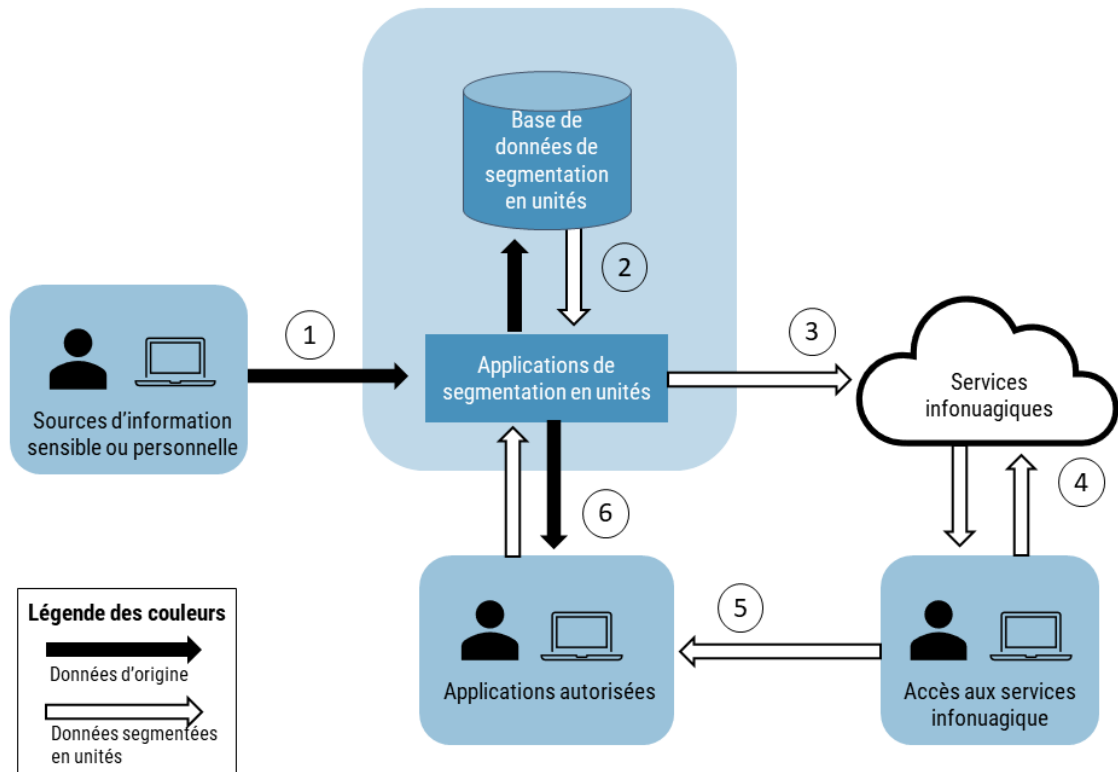 Base de
données de
segmentation
en unités
2
1
3
Applications de
segmentation en unités
Services
infonuagiques
Sources d'information
sensible ou personnelle
4
6
5
Légende des couleurs
Données d'origine
Données segmentées
en unités
Applications autorisées
Accès aux services
infonuagique